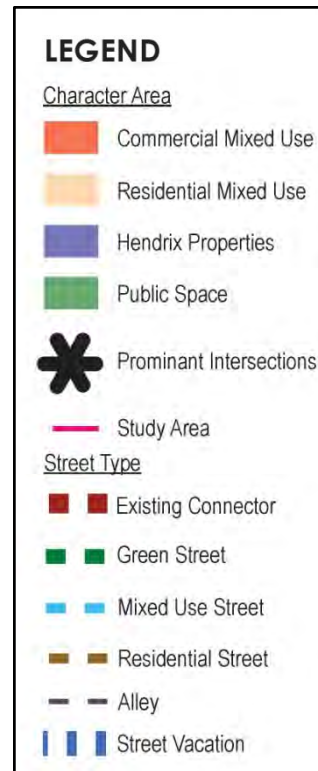 LEGEND
Character Area
Commercial Mixed Use
Residential Mixed Use
Hendrix Properties
Public Space
Prominant Intersections
Study Area
Street Type
Existing Connector
Green Street
Mixed Use Street
Residential Street
Alley
Street Vacation